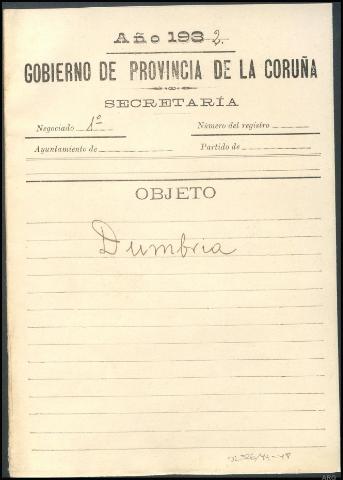 Año 1932.
GOBIERNO DE PROVINCIA DE LA CORUÑA
SECRETARÍA
Negociado 1º Número del registro
Ayuntamiento de Partido de
OBJETO
Dumbria
ARG